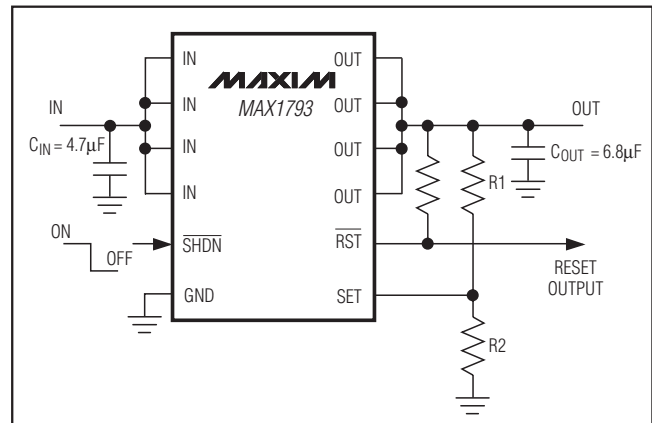 IN
OUT
MAXIM
MAX1793
IN
OUT
IN
OUT
C_IN = 4.7µF
IN
OUT
C_OUT = 6.8µF
IN
OUT
R1
ON
OFF
SHDN
RST
RESET
OUTPUT
GND
SET
R2